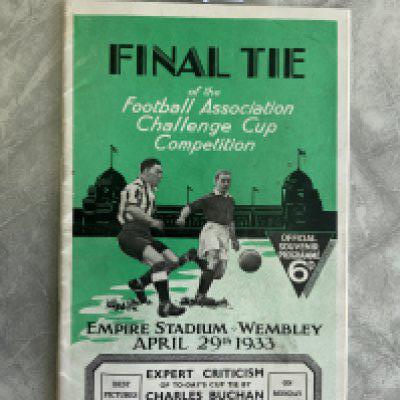 FINAL TIE
of the
Football Association
Challenge Cup
Competition
OFFICIAL
SOUVENIR
PROGRAMME
6D
EMPIRE STADIUM · WEMBLEY
APRIL 29th 1933
EXPERT CRITICISM
OF TO-DAY'S CUP TIE BY
BEST
PICTURES
CHARLES BUCHAN
ON
MONDAY